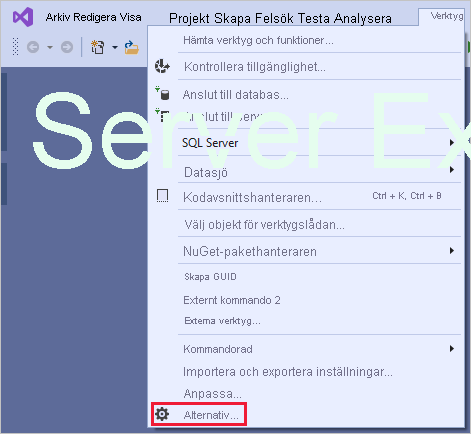 Arkiv Redigera Visa Projekt Skapa Felsök Testa Analysera Verktyg
Hämta verktyg och funktioner...
Kontrollera tillgänglighet...
Anslut till databas...
Anslut till
Server Ex
SQL Server
Datasjö
Kodavsnittshanteraren... Ctrl + K, Ctrl + B
Välj objekt för verktygslådan...
NuGet-pakethanteraren
Skapa GUID
Externt kommando 2
Externa verktyg...
Kommandorad
Importera och exportera inställningar...
Anpassa...
Alternativ...